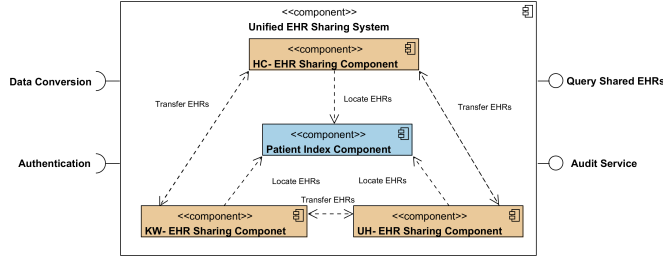 <<component>>
Unified EHR Sharing System
<<component>>
HC- EHR Sharing Component
Data Conversion
Query Shared EHRs
Transfer EHRs
Locate EHRs
Transfer EHRs
<<component>>
Patient Index Component
Authentication
Audit Service
Locate EHRs
Locate EHRs
Transfer EHRs
<<component>>
KW- EHR Sharing Componet
<<component>>
UH- EHR Sharing Component